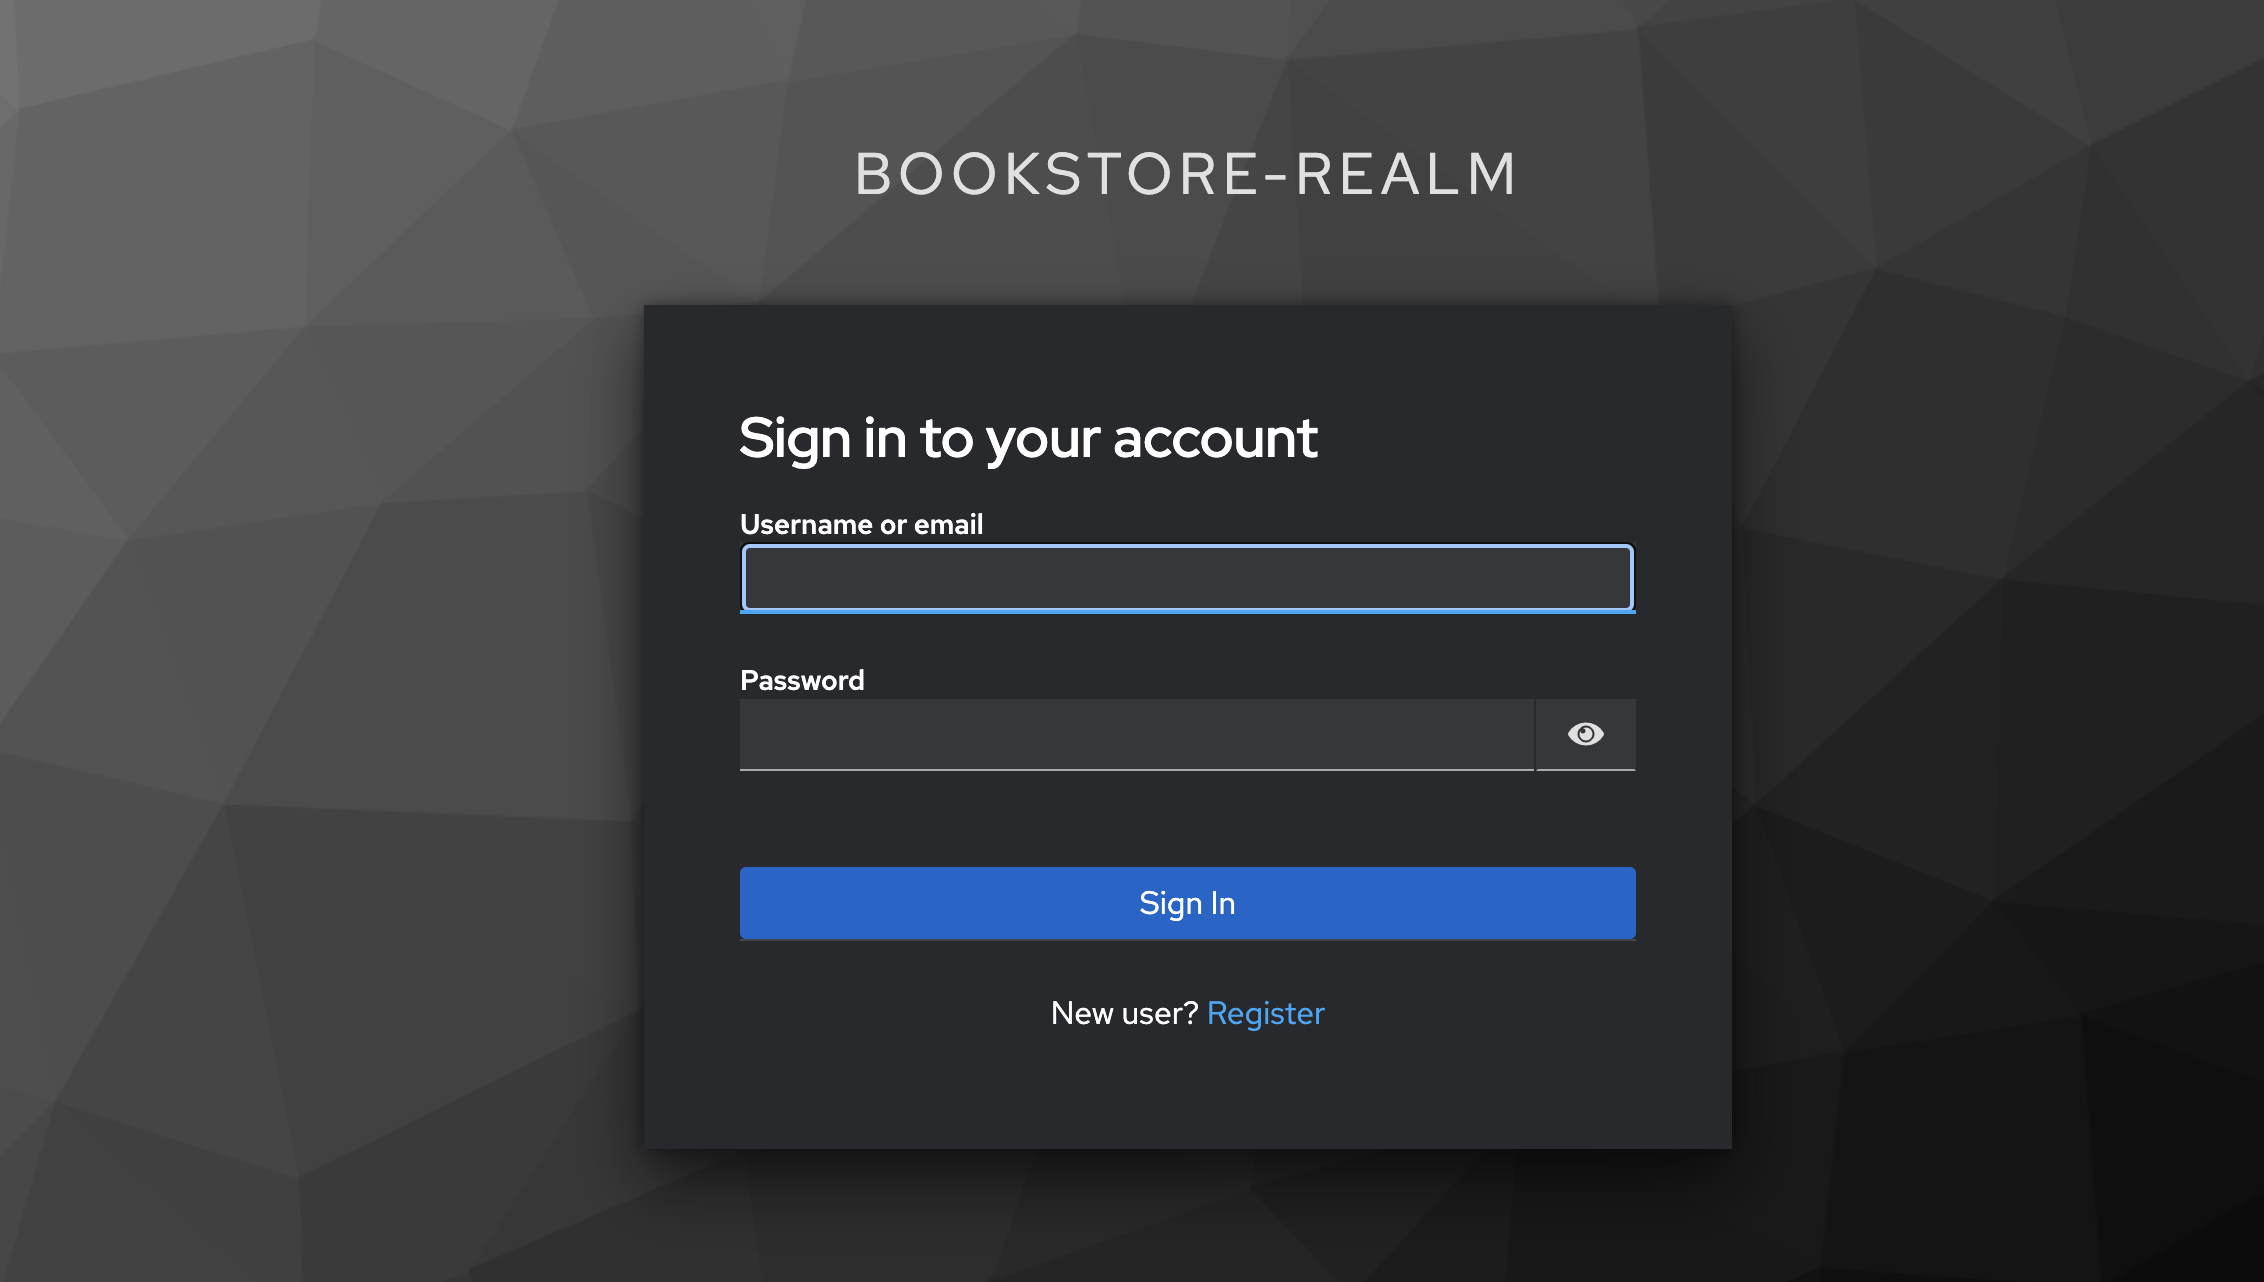 BOOKSTORE-REALM
Sign in to your account
Username or email
Password
Sign In
New user? Register